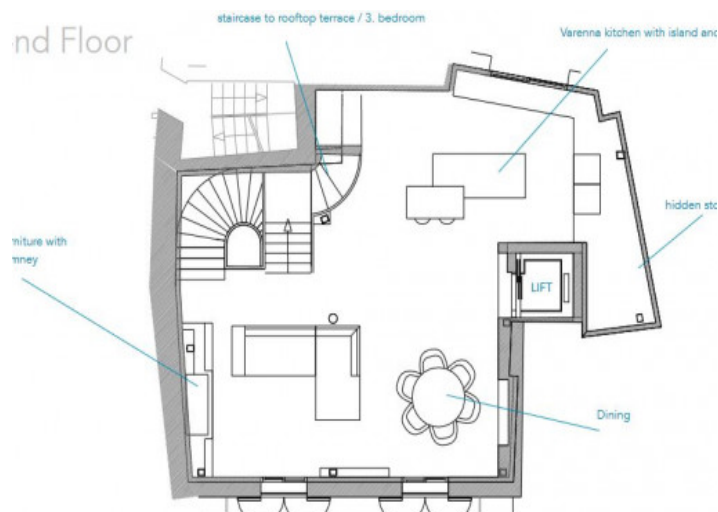 nd Floor
staircase to rooftop terrace / 3. bedroom
Varenna kitchen with island and
hidden sto
rniture with
mney
LIFT
Dining